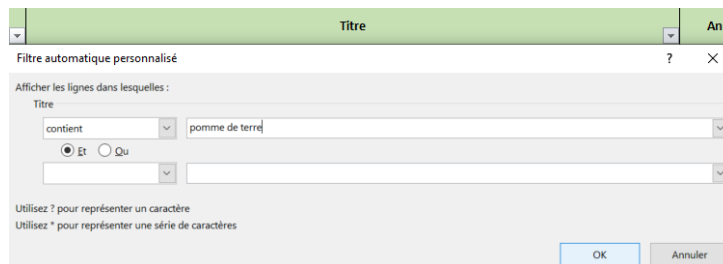 Titre An
Filtre automatique personnalisé ? X
Afficher les lignes dans lesquelles :
Titre
contient pomme de terre
Et Ou
Utilisez ? pour représenter un caractère
Utilisez * pour représenter une série de caractères
OK Annuler